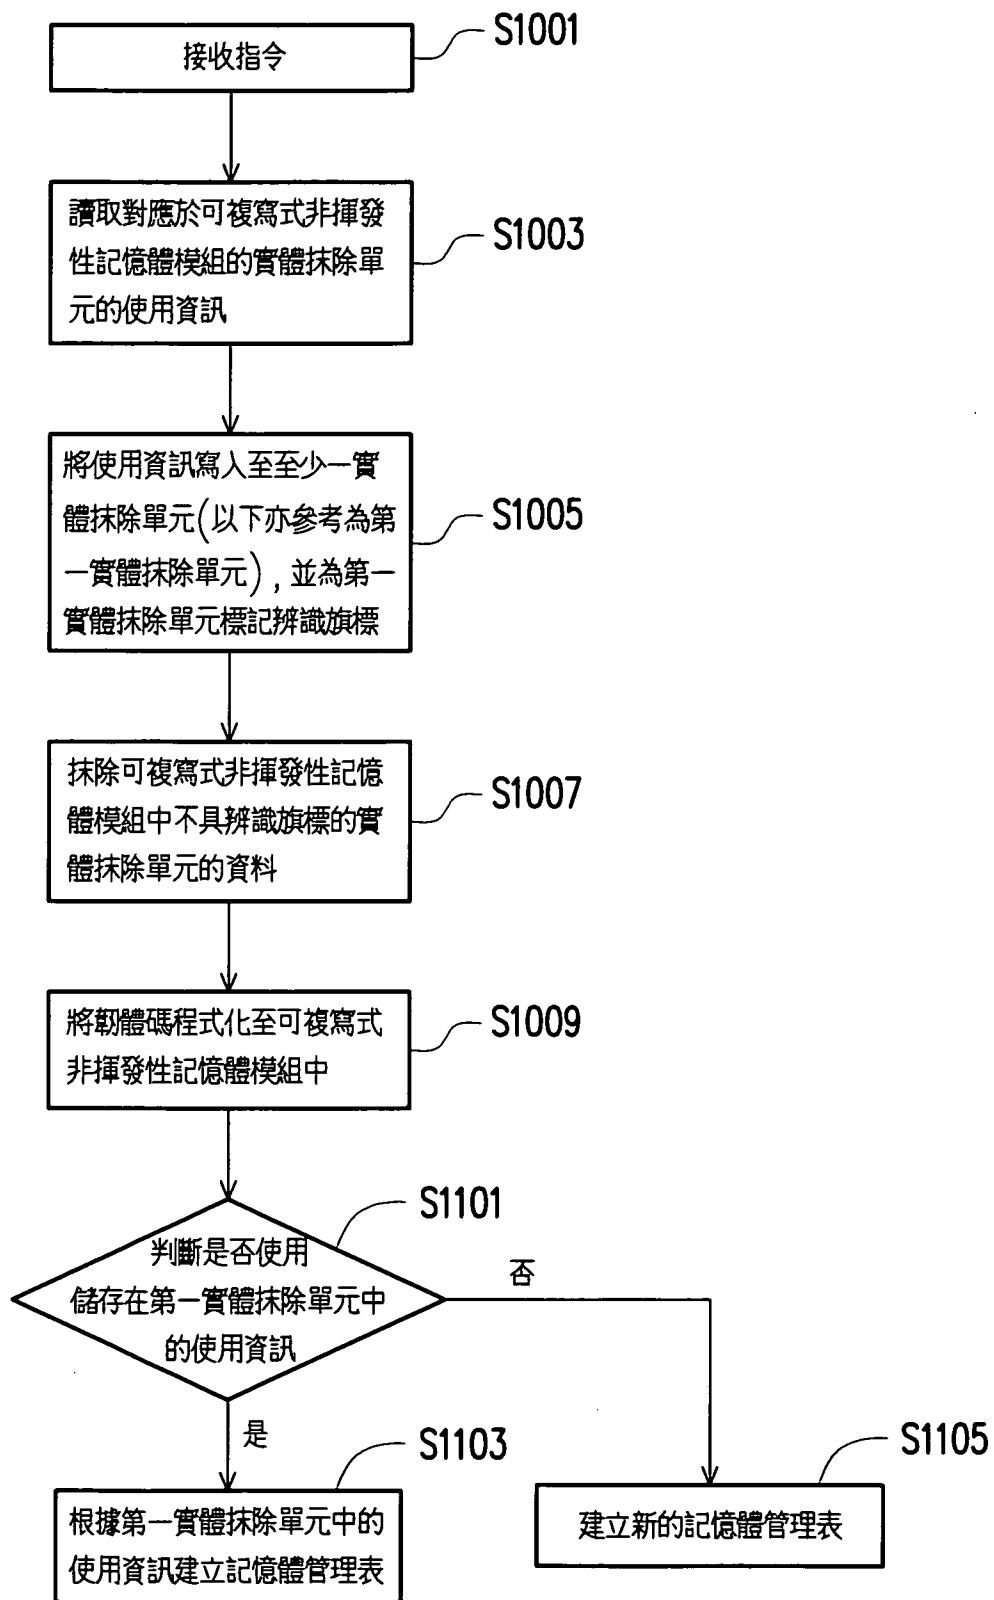 接收指令
S1001
讀取對應於可複寫式非揮發
性記憶體模組的實體抹除單
元的使用資訊
S1003
將使用資訊寫入至至少一實
體抹除單元(以下亦參考為第
一實體抹除單元), 並為第一
實體抹除單元標記辨識旗標
S1005
抹除可複寫式非揮發性記憶
體模組中不具辨識旗標的實
體抹除單元的資料
S1007
將韌體碼程式化至可複寫式
非揮發性記憶體模組中
S1009
判斷是否使用
儲存在第一實體抹除單元中
的使用資訊
S1101
否
是
根據第一實體抹除單元中的
使用資訊建立記憶體管理表
S1103
建立新的記憶體管理表
S1105